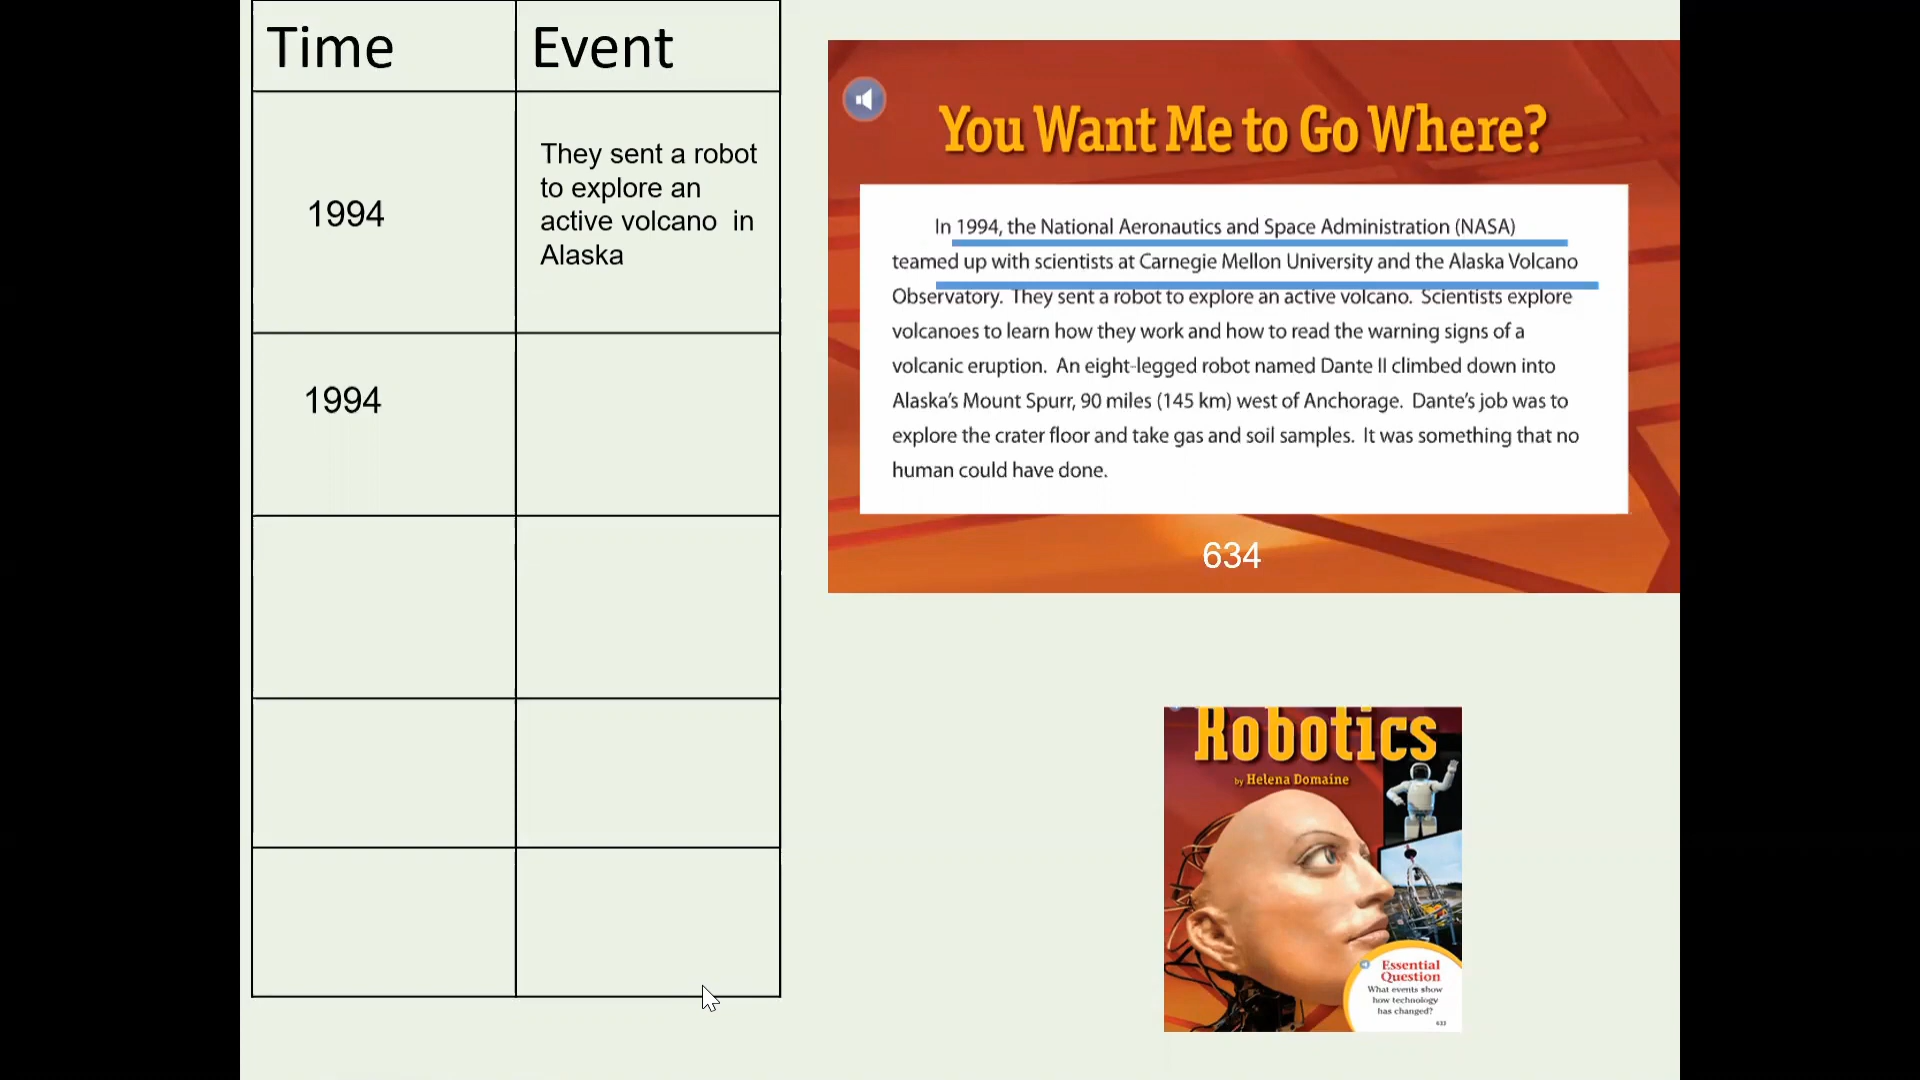 Time
Event
1994
They sent a robot
to explore an
active volcano in
Alaska
1994
You Want Me to Go Where?
In 1994, the National Aeronautics and Space Administration (NASA)
teamed up with scientists at Carnegie Mellon University and the Alaska Volcano
Observatory. They sent a robot to explore an active volcano. Scientists explore
volcanoes to learn how they work and how to read the warning signs of a
volcanic eruption. An eight-legged robot named Dante II climbed down into
Alaska's Mount Spurr, 90 miles (145 km) west of Anchorage. Dante's job was to
explore the crater floor and take gas and soil samples. It was something that no
human could have done.
634
Robotics
by Helena Domaine
Essential
Question
What events show
how technology
has changed?
633